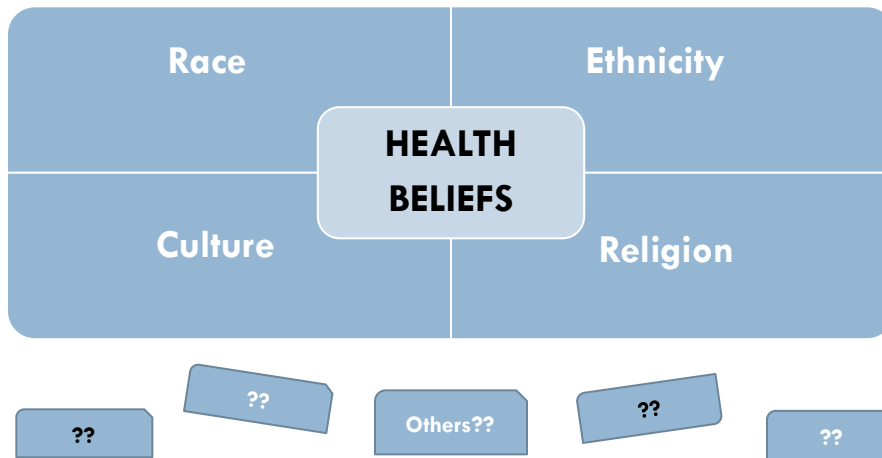 Race
Ethnicity
HEALTH
BELIEFS
Culture
Religion
??
??
Others??
??
??